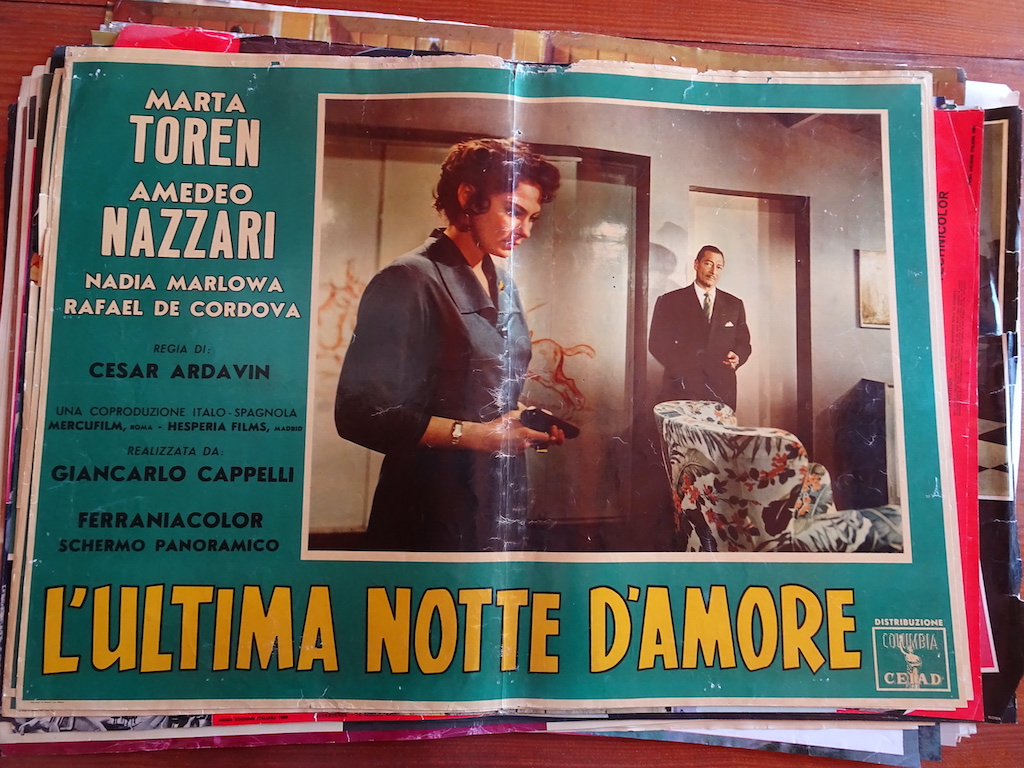 MARTA
TOREN
AMEDEO
NAZZARI
NADIA MARLOWA
RAFAEL DE CORDOVA
REGIA DI:
CESAR ARDAVIN
UNA COPRODUZIONE ITALO-SPAGNOLA
MERCUFILM, ROMA - HESPERIA FILMS, MADRID
REALIZZATA DA:
GIANCARLO CAPPELLI
FERRANIACOLOR
SCHERMO PANORAMICO
L'ULTIMA NOTTE D'AMORE
DISTRIBUZIONE
COLUMBIA
CEIAD